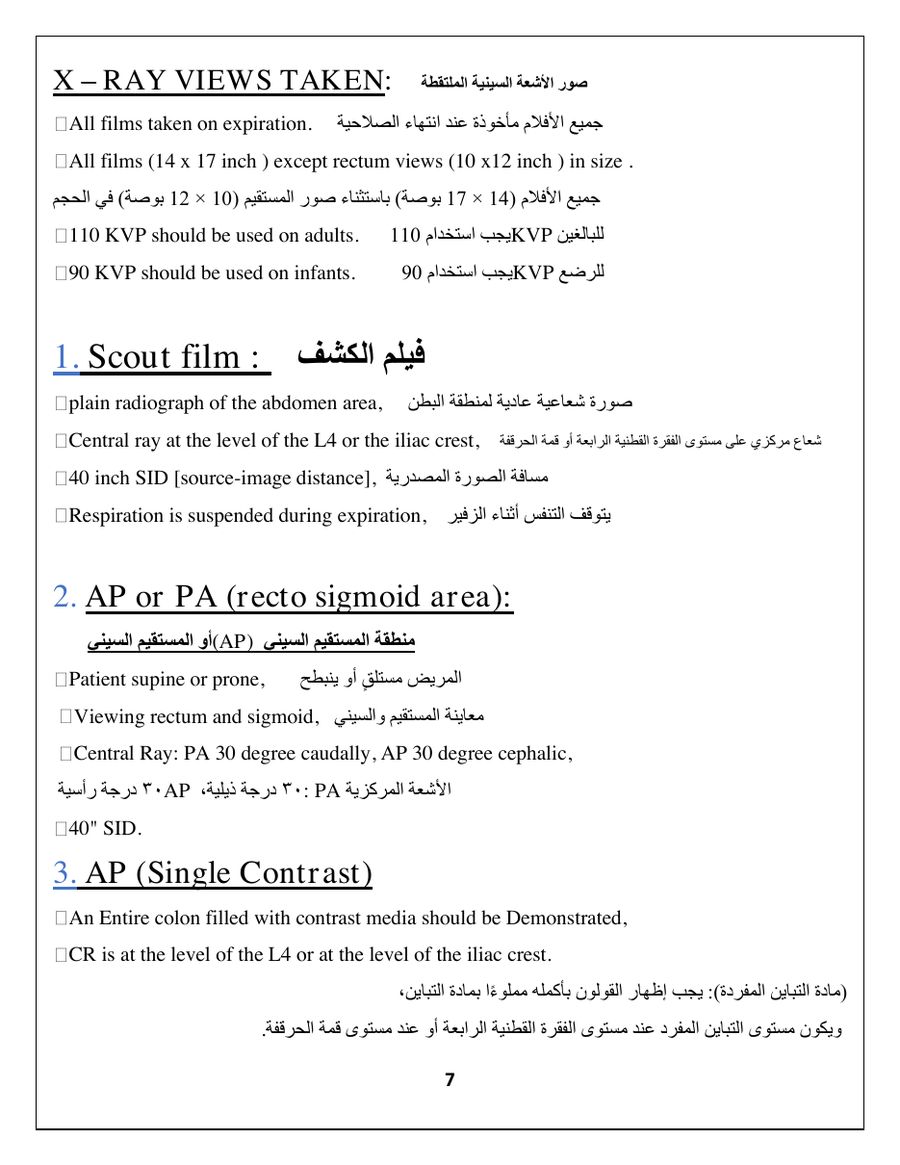 X – RAY VIEWS TAKEN: صور الأشعة السينية الملتقطة
□All films taken on expiration. جميع الأفلام مأخوذة عند انتهاء الصلاحية
□All films (14 x 17 inch ) except rectum views (10 x12 inch ) in size .
جميع الأفلام (14 × 17 بوصة) باستثناء صور المستقيم (10 × 12 بوصة) في الحجم
□110 KVP should be used on adults. يجب استخدام 110 KVPللبالغين
□90 KVP should be used on infants. يجب استخدام 90 KVPللرضع
1. Scout film : فيلم الكشف
□plain radiograph of the abdomen area, صورة شعاعية عادية لمنطقة البطن
□Central ray at the level of the L4 or the iliac crest, شعاع مركزي على مستوى الفقرة القطنية الرابعة أو قمة الحرقفة
□40 inch SID [source-image distance], مسافة الصورة المصدرية
□Respiration is suspended during expiration, يتوقف التنفس أثناء الزفير
2. AP or PA (recto sigmoid area):
منطقة المستقيم السيني (AP)أو المستقيم السيني
□Patient supine or prone, المريض مستلقٍ أو ينبطح
□Viewing rectum and sigmoid, معاينة المستقيم والسيني
□Central Ray: PA 30 degree caudally, AP 30 degree cephalic,
الأشعة المركزية PA :٣٠ درجة ذيلية، ٣٠AP درجة رأسية
□40" SID.
3. AP (Single Contrast)
□An Entire colon filled with contrast media should be Demonstrated,
□CR is at the level of the L4 or at the level of the iliac crest.
(مادة التباين المفردة): يجب إظهار القولون بأكمله مملوءًا بمادة التباين،
ويكون مستوى التباين المفرد عند مستوى الفقرة القطنية الرابعة أو عند مستوى قمة الحرقفة.
7